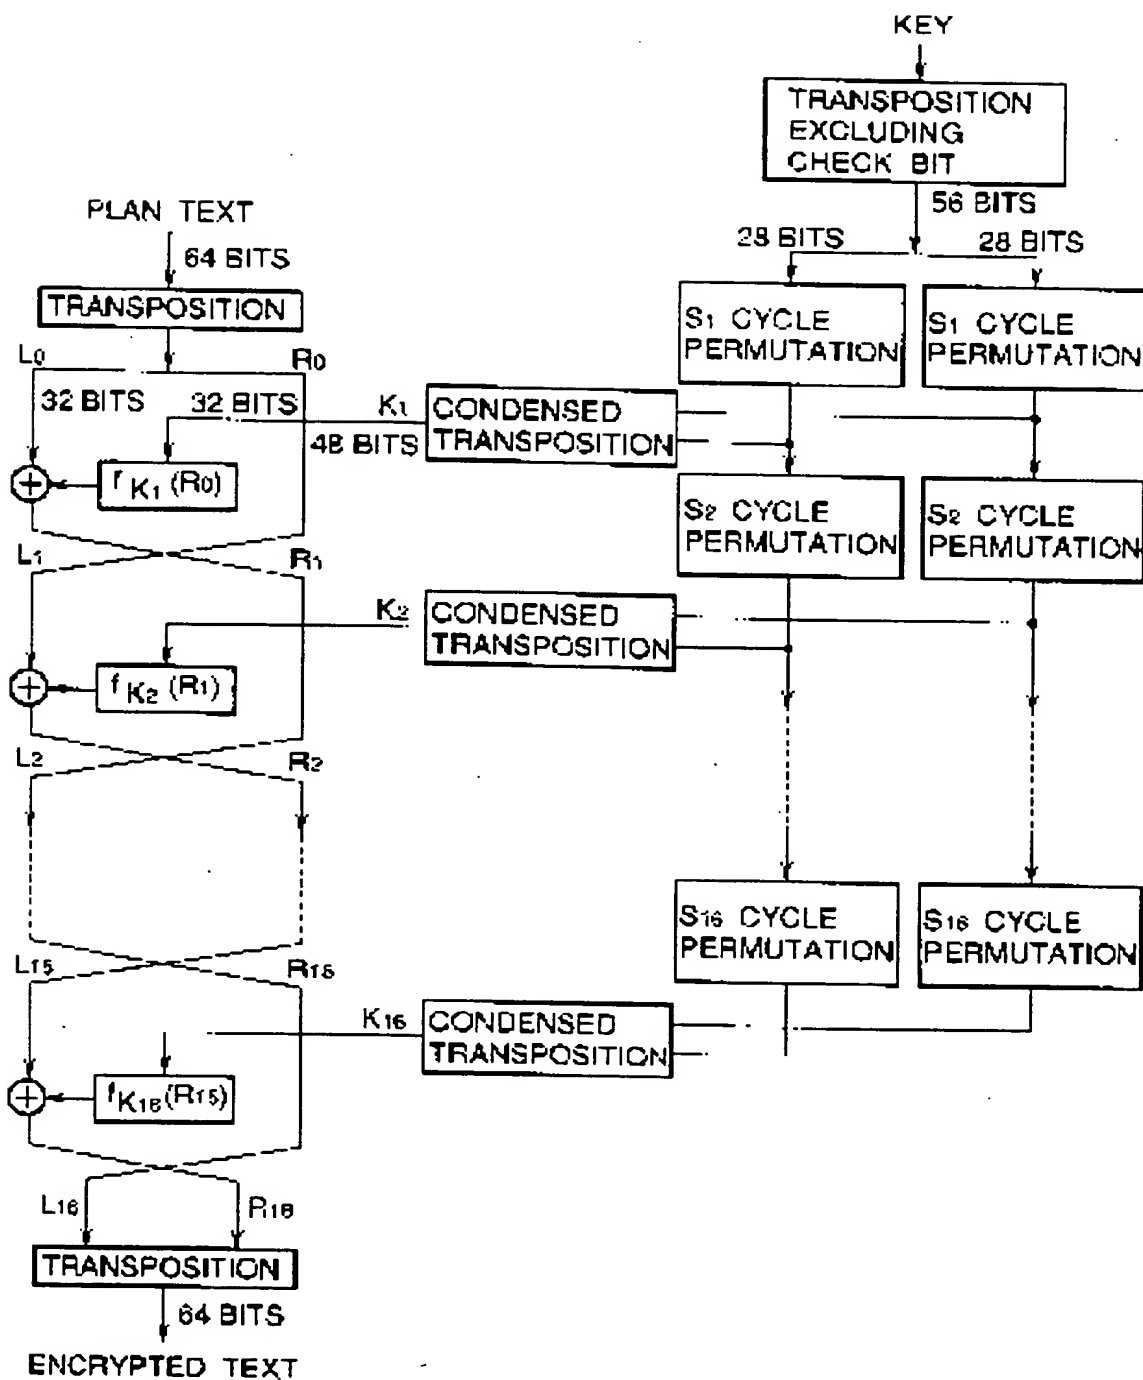 KEY
TRANSPOSITION
EXCLUDING
CHECK BIT
56 BITS
28 BITS
28 BITS
PLAN TEXT
64 BITS
TRANSPOSITION
L0
R0
32 BITS
32 BITS
K1
48 BITS
CONDENSED
TRANSPOSITION
S1 CYCLE
PERMUTATION
S1 CYCLE
PERMUTATION
fK1(R0)
S2 CYCLE
PERMUTATION
S2 CYCLE
PERMUTATION
L1
R1
K2
CONDENSED
TRANSPOSITION
fK2(R1)
L2
R2
S16 CYCLE
PERMUTATION
S16 CYCLE
PERMUTATION
L15
R15
K16
CONDENSED
TRANSPOSITION
fK16(R15)
L16
R16
TRANSPOSITION
64 BITS
ENCRYPTED TEXT